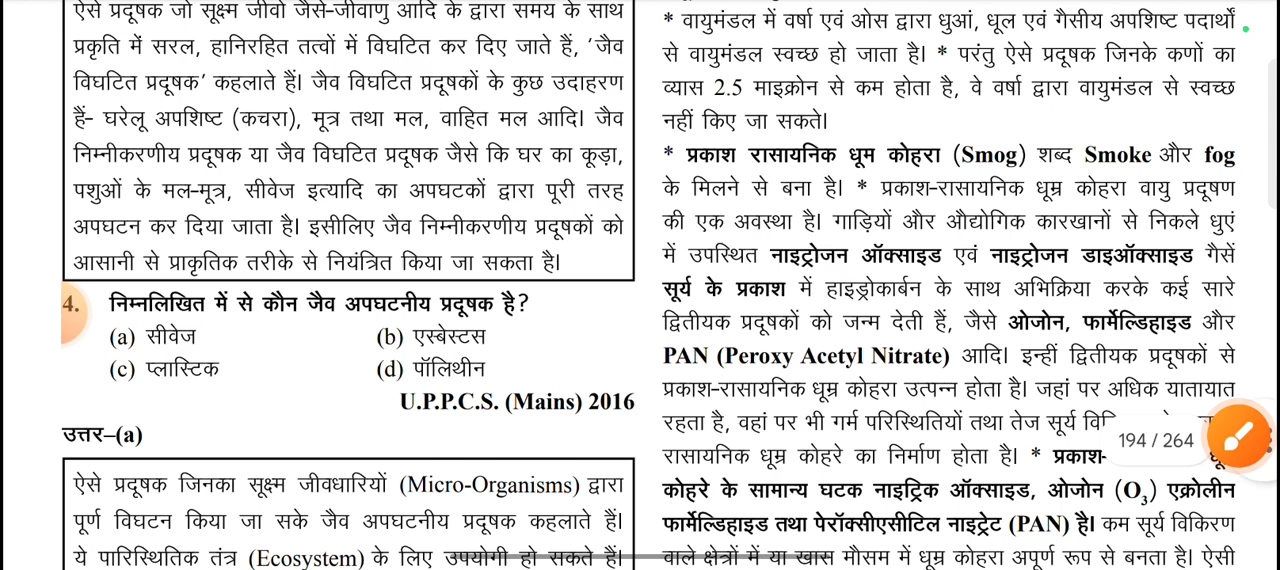 ऐसे प्रदूषक जो सूक्ष्म जीवों जैसे-जीवाणु आदि के द्वारा समय के साथ
प्रकृति में सरल, हानिरहित तत्वों में विघटित कर दिए जाते हैं, ‘जैव
विघटित प्रदूषक’ कहलाते हैं। जैव विघटित प्रदूषकों के कुछ उदाहरण
हैं- घरेलू अपशिष्ट (कचरा), मूत्र तथा मल, वाहित मल आदि। जैव
निम्नीकरणीय प्रदूषक या जैव विघटित प्रदूषक जैसे कि घर का कूड़ा,
पशुओं के मल-मूत्र, सीवेज इत्यादि का अपघटकों द्वारा पूरी तरह
अपघटन कर दिया जाता है। इसीलिए जैव निम्नीकरणीय प्रदूषकों को
आसानी से प्राकृतिक तरीके से नियंत्रित किया जा सकता है।
4. निम्नलिखित में से कौन जैव अपघटनीय प्रदूषक है?
(a) सीवेज (b) एस्बेस्टस
(c) प्लास्टिक (d) पॉलिथीन
U.P.P.C.S. (Mains) 2016
उत्तर–(a)
ऐसे प्रदूषक जिनका सूक्ष्म जीवधारियों (Micro-Organisms) द्वारा
पूर्ण विघटन किया जा सके जैव अपघटनीय प्रदूषक कहलाते हैं।
ये पारिस्थितिक तंत्र (Ecosystem) के लिए उपयोगी हो सकते हैं।
* वायुमंडल में वर्षा एवं ओस द्वारा धुआं, धूल एवं गैसीय अपशिष्ट पदार्थों
से वायुमंडल स्वच्छ हो जाता है। * परंतु ऐसे प्रदूषक जिनके कणों का
व्यास 2.5 माइक्रोन से कम होता है, वे वर्षा द्वारा वायुमंडल से स्वच्छ
नहीं किए जा सकते।
* प्रकाश रासायनिक धूम कोहरा (Smog) शब्द Smoke और fog
के मिलने से बना है। * प्रकाश-रासायनिक धूम्र कोहरा वायु प्रदूषण
की एक अवस्था है। गाड़ियों और औद्योगिक कारखानों से निकले धुएं
में उपस्थित नाइट्रोजन ऑक्साइड एवं नाइट्रोजन डाइऑक्साइड गैसें
सूर्य के प्रकाश में हाइड्रोकार्बन के साथ अभिक्रिया करके कई सारे
द्वितीयक प्रदूषकों को जन्म देती हैं, जैसे ओजोन, फार्मेल्डिहाइड और
PAN (Peroxy Acetyl Nitrate) आदि। इन्हीं द्वितीयक प्रदूषकों से
प्रकाश-रासायनिक धूम्र कोहरा उत्पन्न होता है। जहां पर अधिक यातायात
रहता है, वहां पर भी गर्म परिस्थितियों तथा तेज सूर्य
रासायनिक धूम्र कोहरे का निर्माण होता है। * प्रकाश-
194 / 264
कोहरे के सामान्य घटक नाइट्रिक ऑक्साइड, ओजोन (O₃) एक्रोलीन
फार्मेल्डिहाइड तथा पेरॉक्सीएसीटिल नाइट्रेट (PAN) है। कम सूर्य विकिरण
वाले क्षेत्रों में या खास मौसम में धूम्र कोहरा अपूर्ण रूप से बनता है। ऐसी